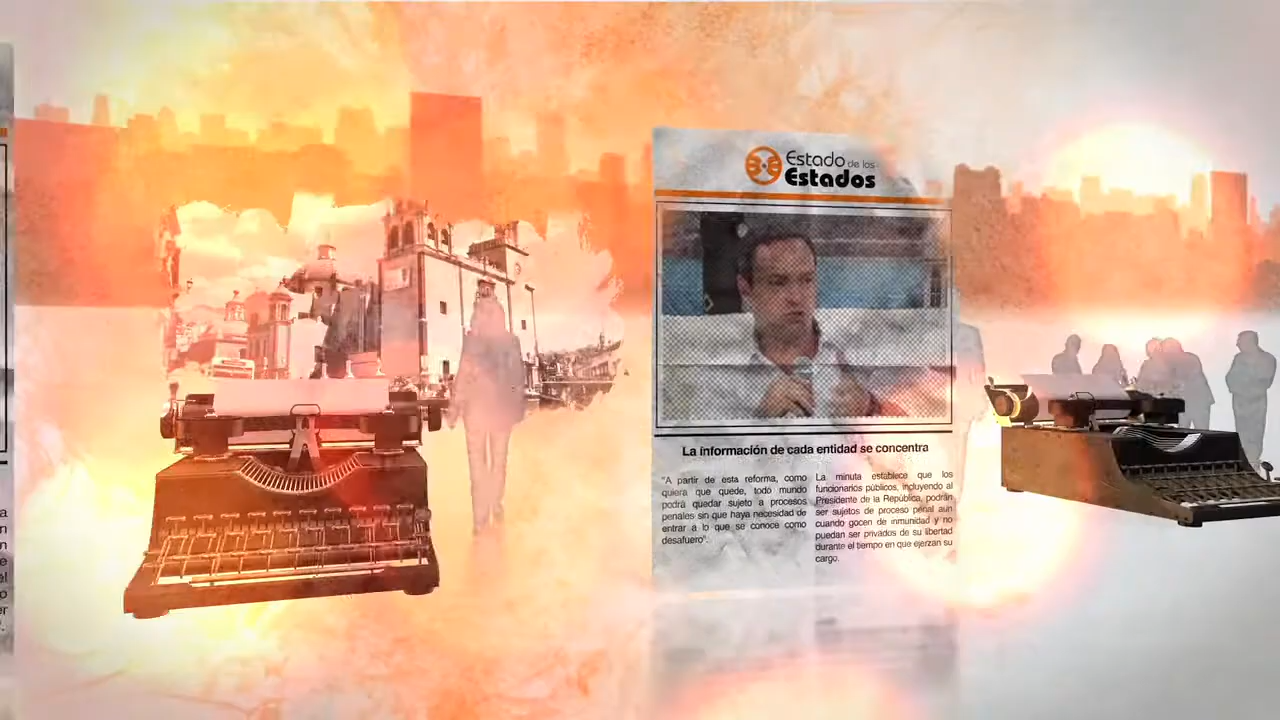 Estado de los
Estados
La información de cada entidad se concentra
"A partir de esta reforma, como
quiera que quede, todo mundo
podrá quedar sujeto a procesos
penales sin que haya necesidad de
entrar a lo que se conoce como
desafuero".
La minuta establece que los
funcionarios públicos, incluyendo al
Presidente de la República, podrán
ser sujetos de proceso penal aún
cuando gocen de inmunidad y no
puedan ser privados de su libertad
durante el tiempo en que ejerzan su
cargo.